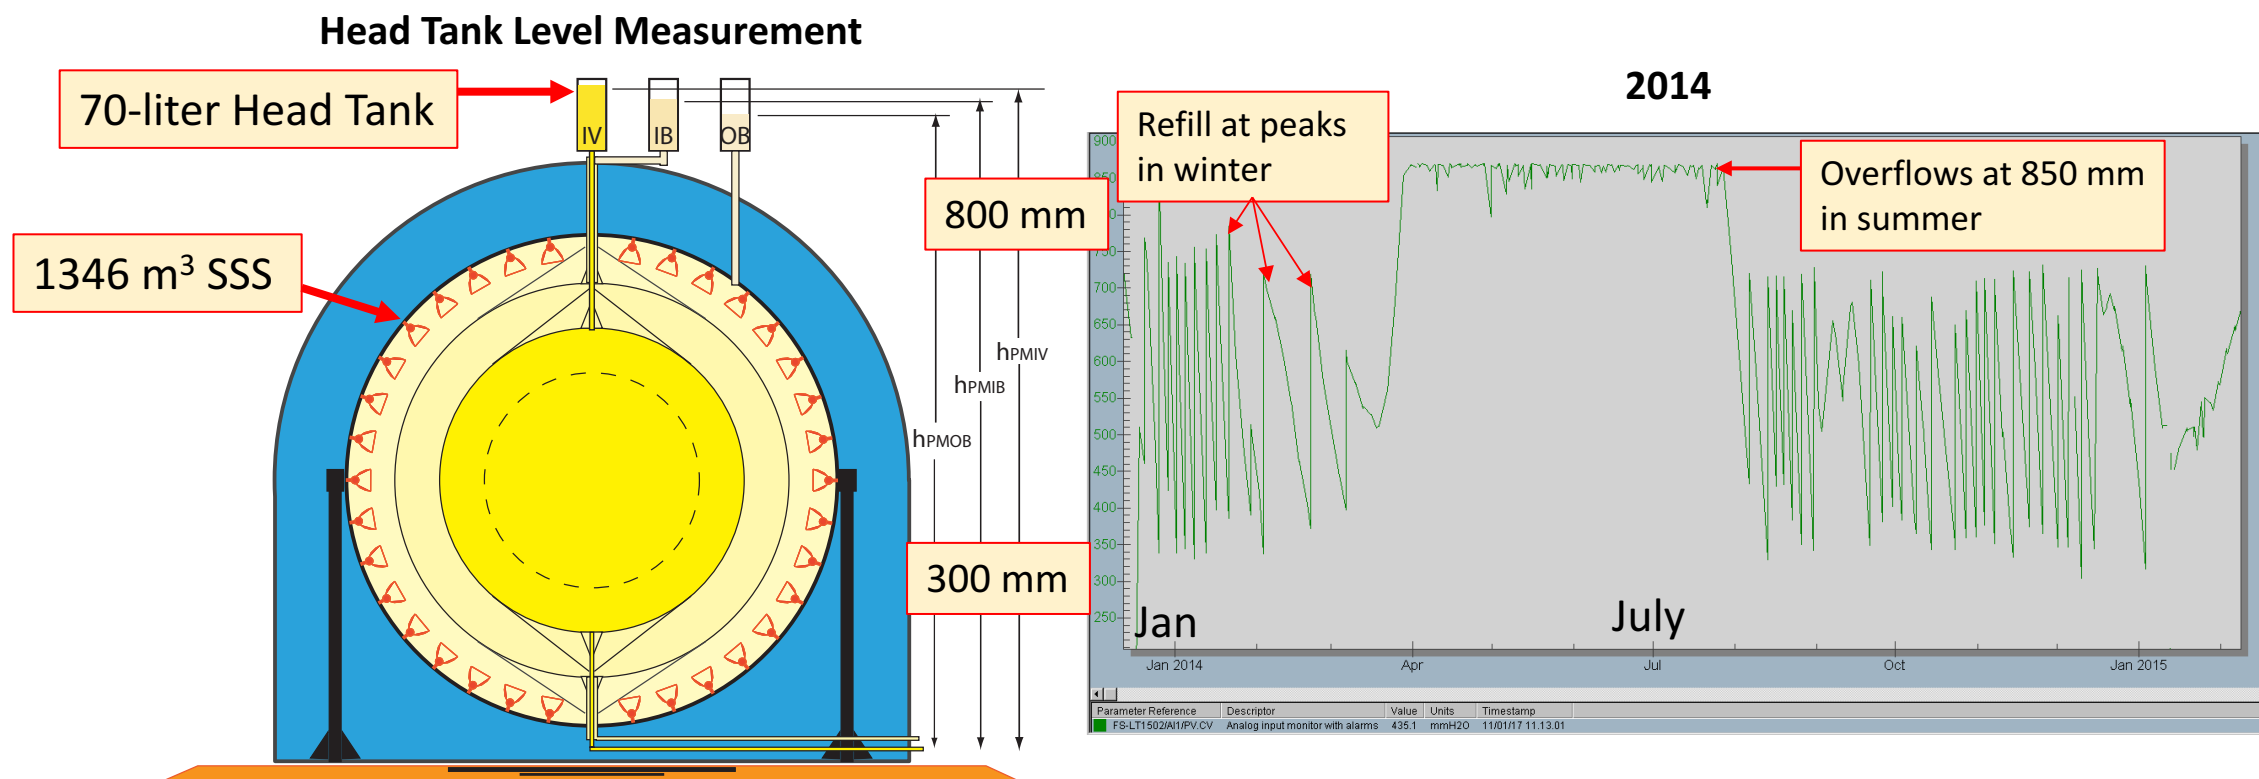 Head Tank Level Measurement
70-liter Head Tank
IV
IB
OB
1346 m³ SSS
800 mm
300 mm
hPMIV
hPMIB
hPMOB
2014
Refill at peaks
in winter
Overflows at 850 mm
in summer
900
850
750
700
650
600
550
500
450
400
350
300
250
Jan
July
Jan 2014
Apr
Jul
Oct
Jan 2015
Parameter Reference Descriptor Value Units Timestamp
FS-LT1502/AI1/PV.CV Analog input monitor with alarms 435.1 mmH2O 11/01/17 11.13.01